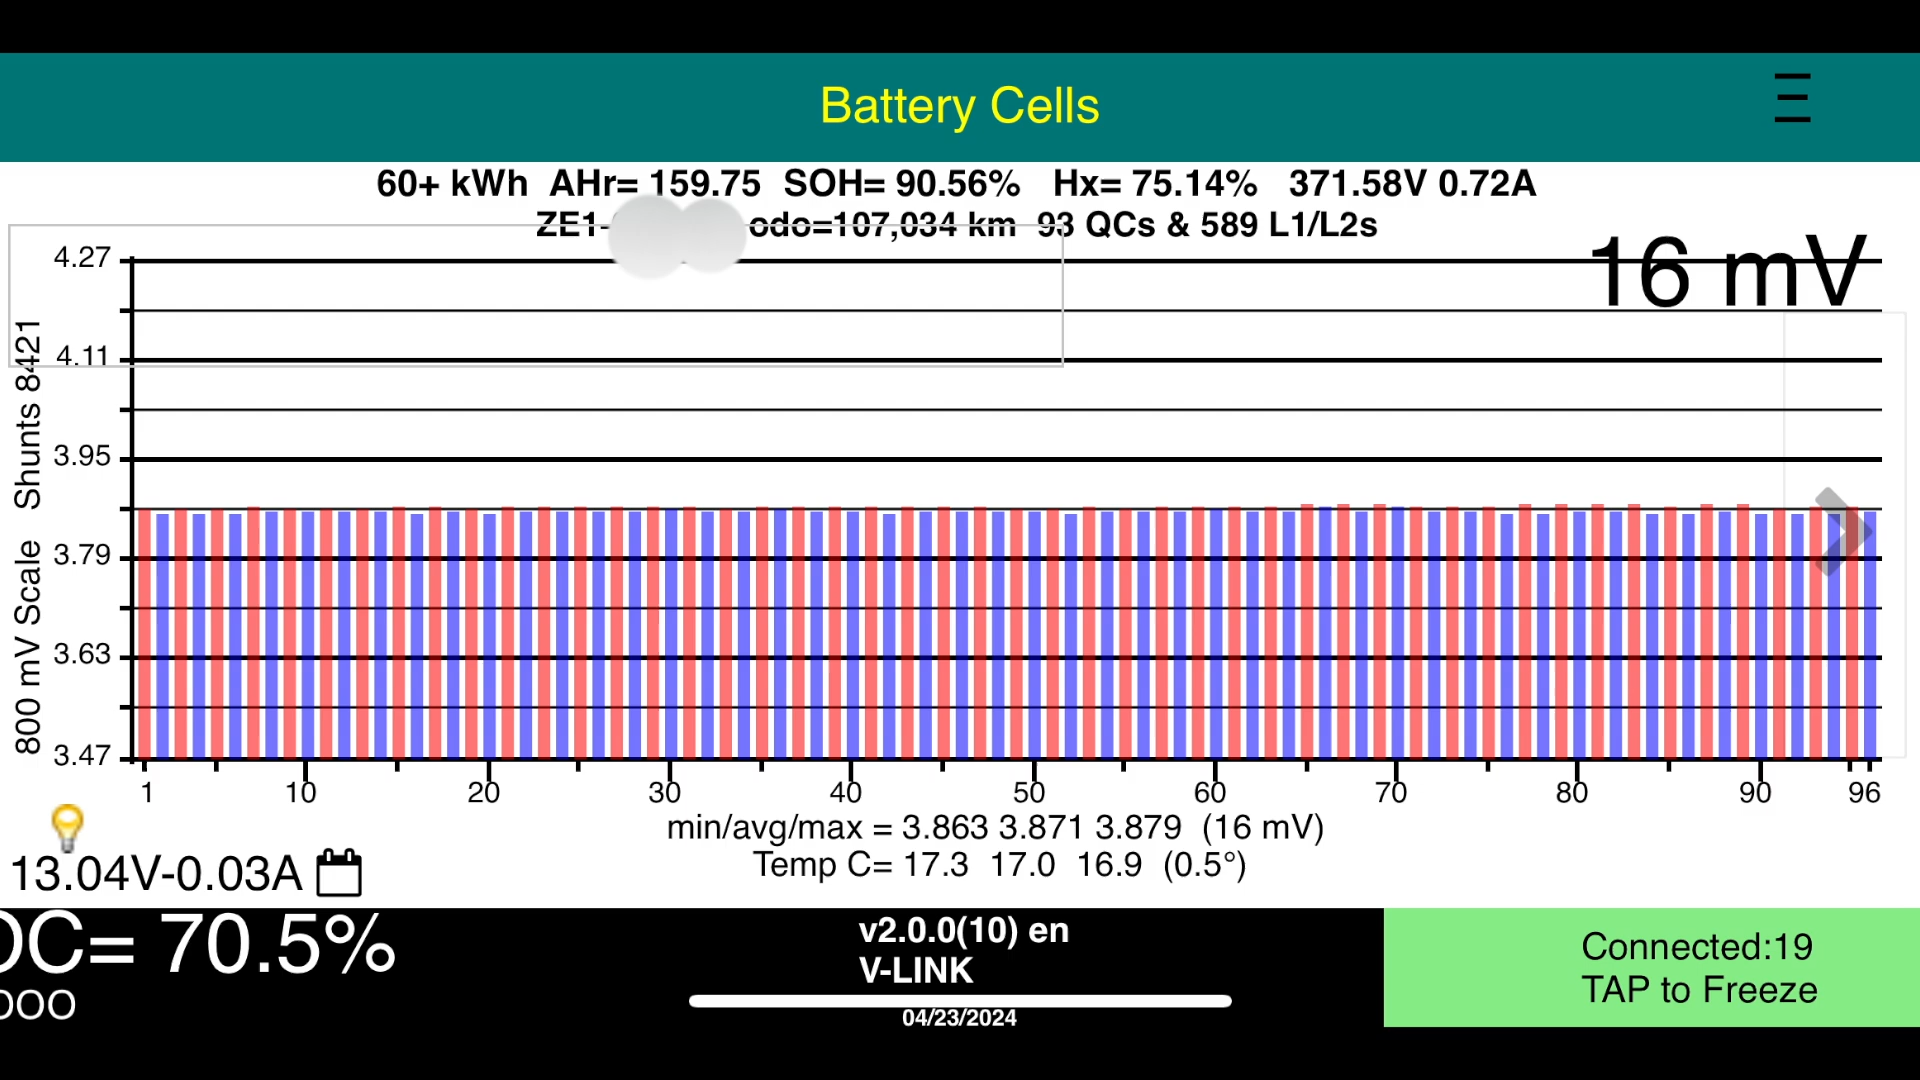 Battery Cells
60+ kWh AHr= 159.75 SOH= 90.56% Hx= 75.14% 371.58V 0.72A
ZE1- odo=107,034 km 93 QCs & 589 L1/L2s
16 mV
4.27
4.11
3.95
3.79
3.63
3.47
800 mV Scale Shunts 8421
1 10 20 30 40 50 60 70 80 90 96
min/avg/max = 3.863 3.871 3.879 (16 mV)
Temp C= 17.3 17.0 16.9 (0.5°)
13.04V-0.03A
OC= 70.5%
OOO
v2.0.0(10) en
V-LINK
04/23/2024
Connected:19
TAP to Freeze